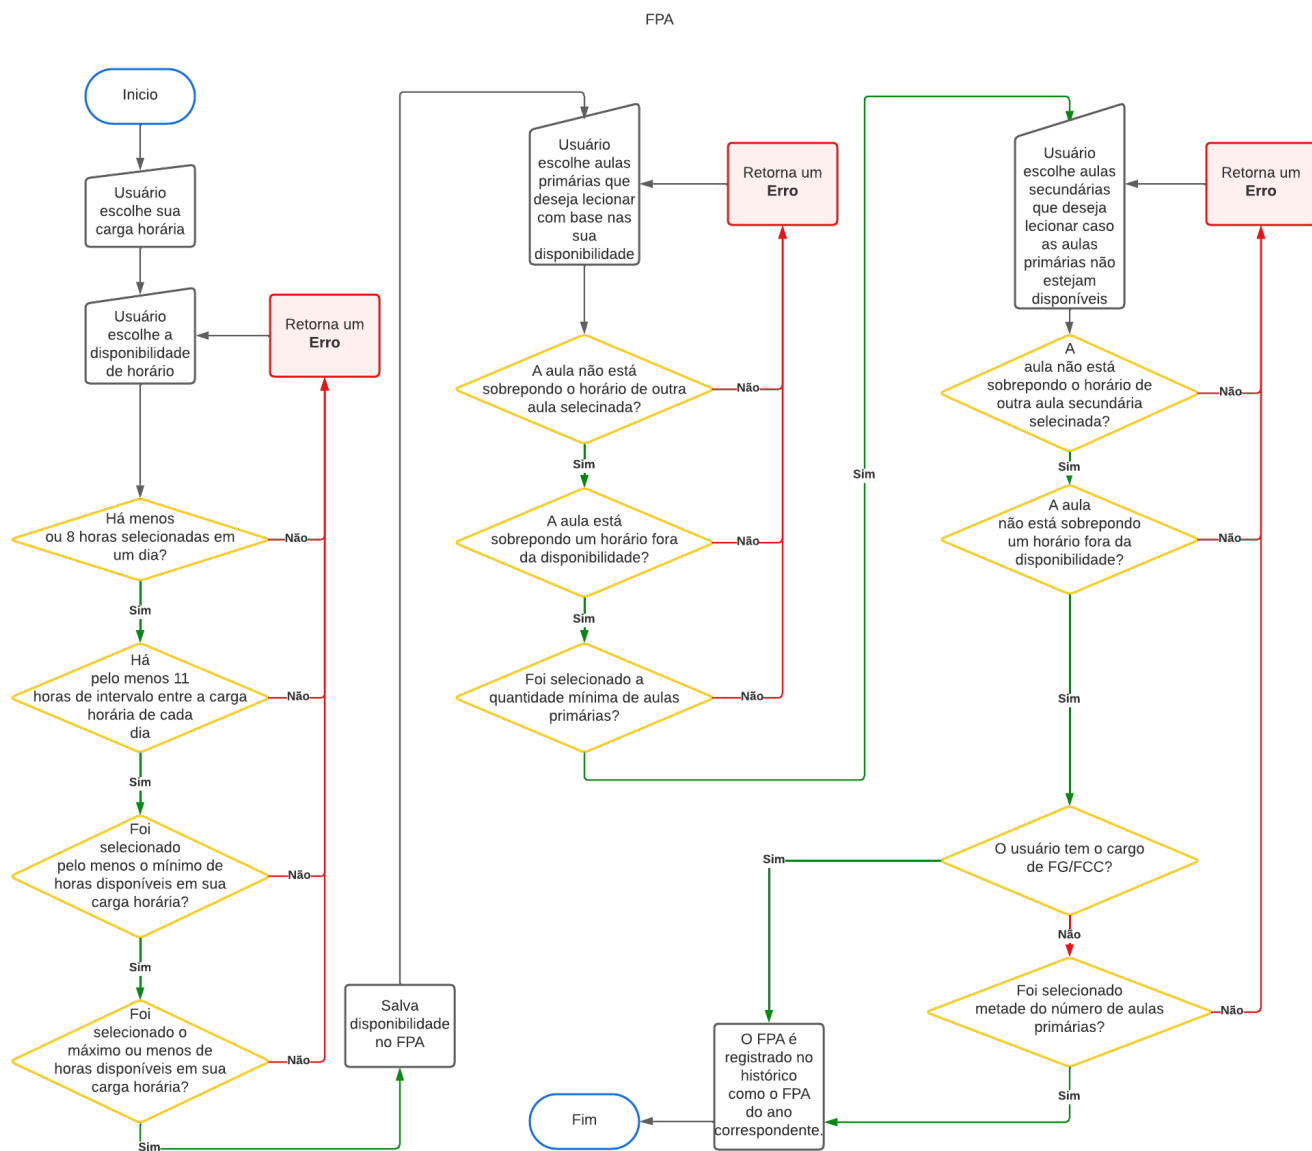 FPA
Inicio
Usuário
escolhe sua
carga horária
Usuário
escolhe a
disponibilidade
de horário
Retorna um
Erro
Há menos
ou 8 horas selecionadas em
um dia?
Não
Sim
Há
pelo menos 11
horas de intervalo entre a carga
horária de cada
dia
Não
Sim
Foi
selecionado
pelo menos o mínimo de
horas disponíveis em sua
carga horária?
Não
Sim
Foi
selecionado o
máximo ou menos de
horas disponíveis em sua
carga horária?
Não
Sim
Salva
disponibilidade
no FPA
Usuário
escolhe aulas
primárias que
deseja lecionar
com base nas
sua
disponibilidade
Retorna um
Erro
A aula não está
sobrepondo o horário de outra
aula selecinada?
Não
Sim
A aula está
sobrepondo um horário fora
da disponibilidade?
Não
Sim
Foi selecionado a
quantidade mínima de aulas
primárias?
Não
Sim
Usuário
escolhe aulas
secundárias
que deseja
lecionar caso
as aulas
primárias não
estejam
disponíveis
Retorna um
Erro
A
aula não está
sobrepondo o horário de
outra aula secundária
selecinada?
Não
Sim
A aula
não está sobrepondo
um horário fora da
disponibilidade?
Não
Sim
O usuário tem o cargo
de FG/FCC?
Sim
Não
Foi selecionado
metade do número de aulas
primárias?
Não
Sim
O FPA é
registrado no
histórico
como o FPA
do ano
correspondente.
Fim